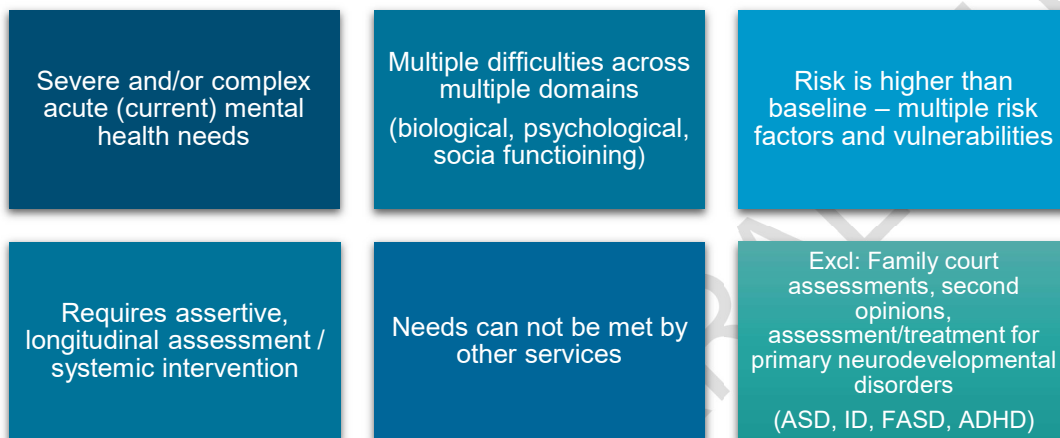 Severe and/or complex
acute (current) mental
health needs
Multiple difficulties across
multiple domains
(biological, psychological,
socia functioining)
Risk is higher than
baseline – multiple risk
factors and vulnerabilities
Requires assertive,
longitudinal assessment /
systemic intervention
Needs can not be met by
other services
Excl: Family court
assessments, second
opinions,
assessment/treatment for
primary neurodevelopmental
disorders
(ASD, ID, FASD, ADHD)